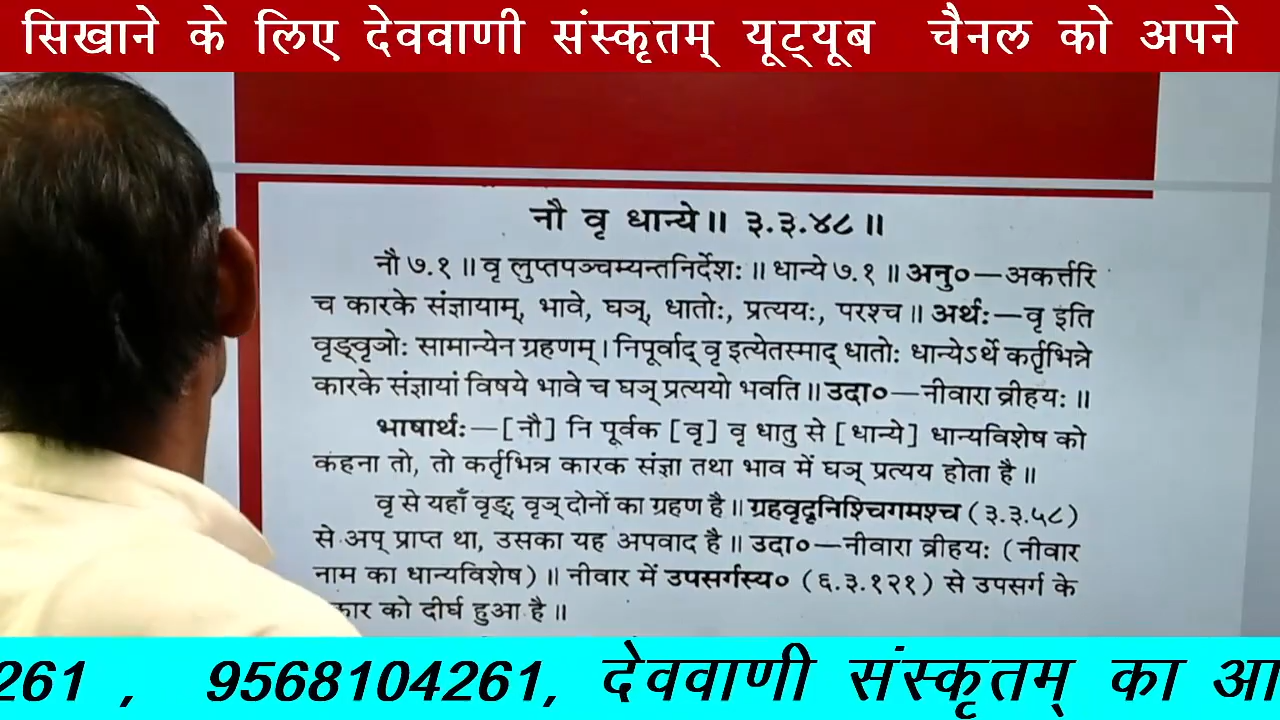 सिखाने के लिए देववाणी संस्कृतम् यूट्यूब चैनल को अपने
नौ वृ धान्ये॥ ३.३.४८॥
नौ ७.१॥ वृ लुप्तपञ्चम्यन्तनिर्देशः॥ धान्ये ७.१॥ अनु०—अकर्त्तरि
च कारके संज्ञायाम्, भावे, घञ्, धातोः, प्रत्ययः, परश्च॥ अर्थः—वृ इति
वृङ्वृञोः सामान्येन ग्रहणम्। निपूर्वाद् वृ इत्येतस्माद् धातोः धान्येऽर्थे कर्तृभिन्ने
कारके संज्ञायां विषये भावे च घञ् प्रत्ययो भवति॥ उदा०—नीवारा व्रीहयः॥
भाषार्थः—[नौ] नि पूर्वक [वृ] वृ धातु से [धान्ये] धान्यविशेष को
कहना तो, तो कर्तृभिन्न कारक संज्ञा तथा भाव में घञ् प्रत्यय होता है॥
वृ से यहाँ वृङ् वृञ् दोनों का ग्रहण है॥ ग्रहवृदृनिश्चिगमश्च (३.३.५८)
से अप् प्राप्त था, उसका यह अपवाद है॥ उदा०—नीवारा व्रीहयः (नीवार
नाम का धान्यविशेष)॥ नीवार में उपसर्गस्य० (६.३.१२१) से उपसर्ग के
कार को दीर्घ हुआ है॥
261 , 9568104261, देववाणी संस्कृतम् का आ